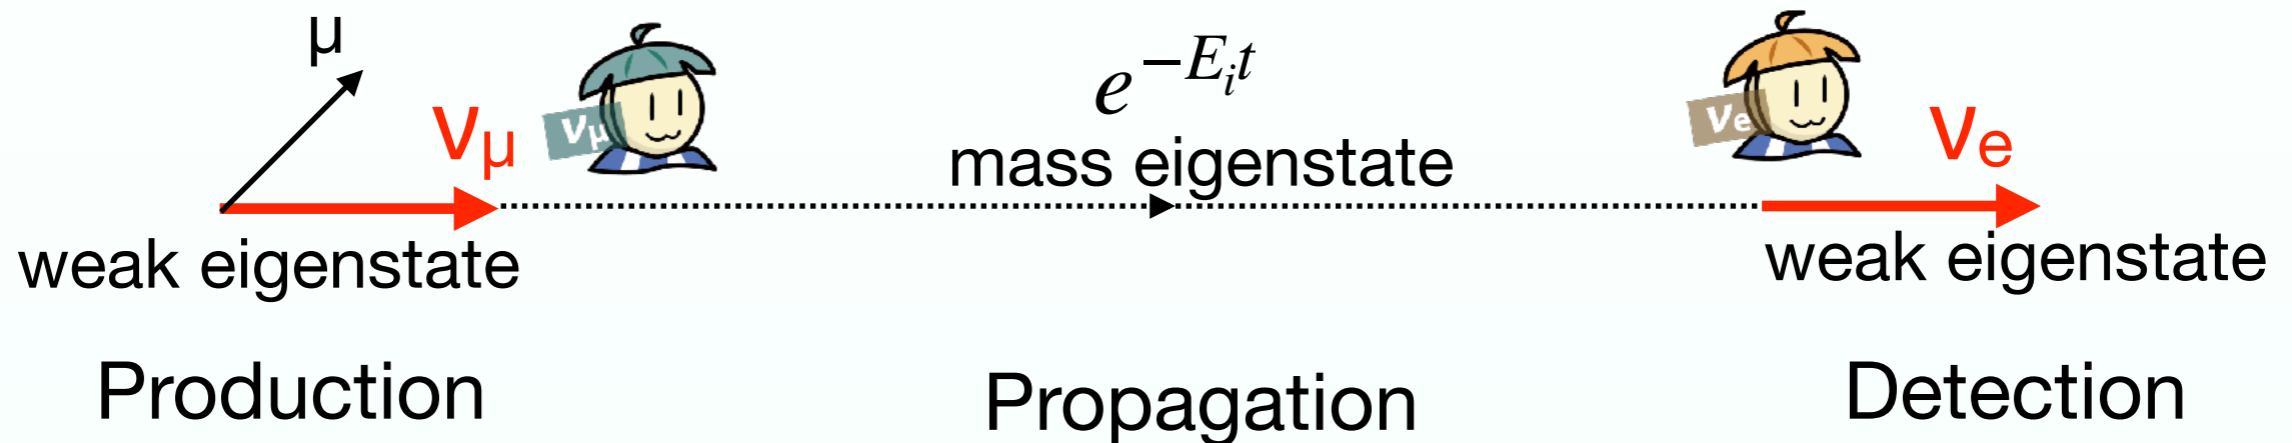 μ
νμ
νμ
e^{-E_i t}
νe
νe
mass eigenstate
weak eigenstate
weak eigenstate
Production
Propagation
Detection